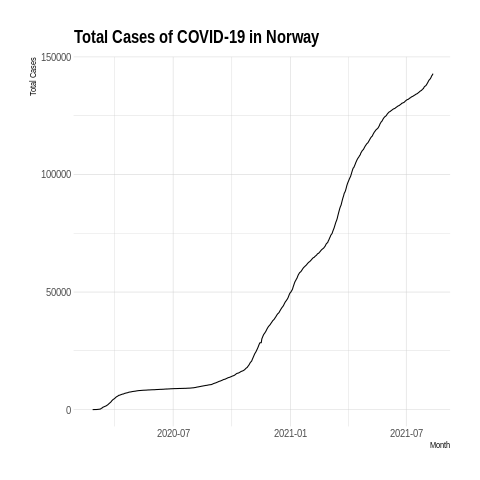 Total Cases of COVID-19 in Norway
Total Cases
150000
100000
50000
0
2020-07
2021-01
2021-07
Month